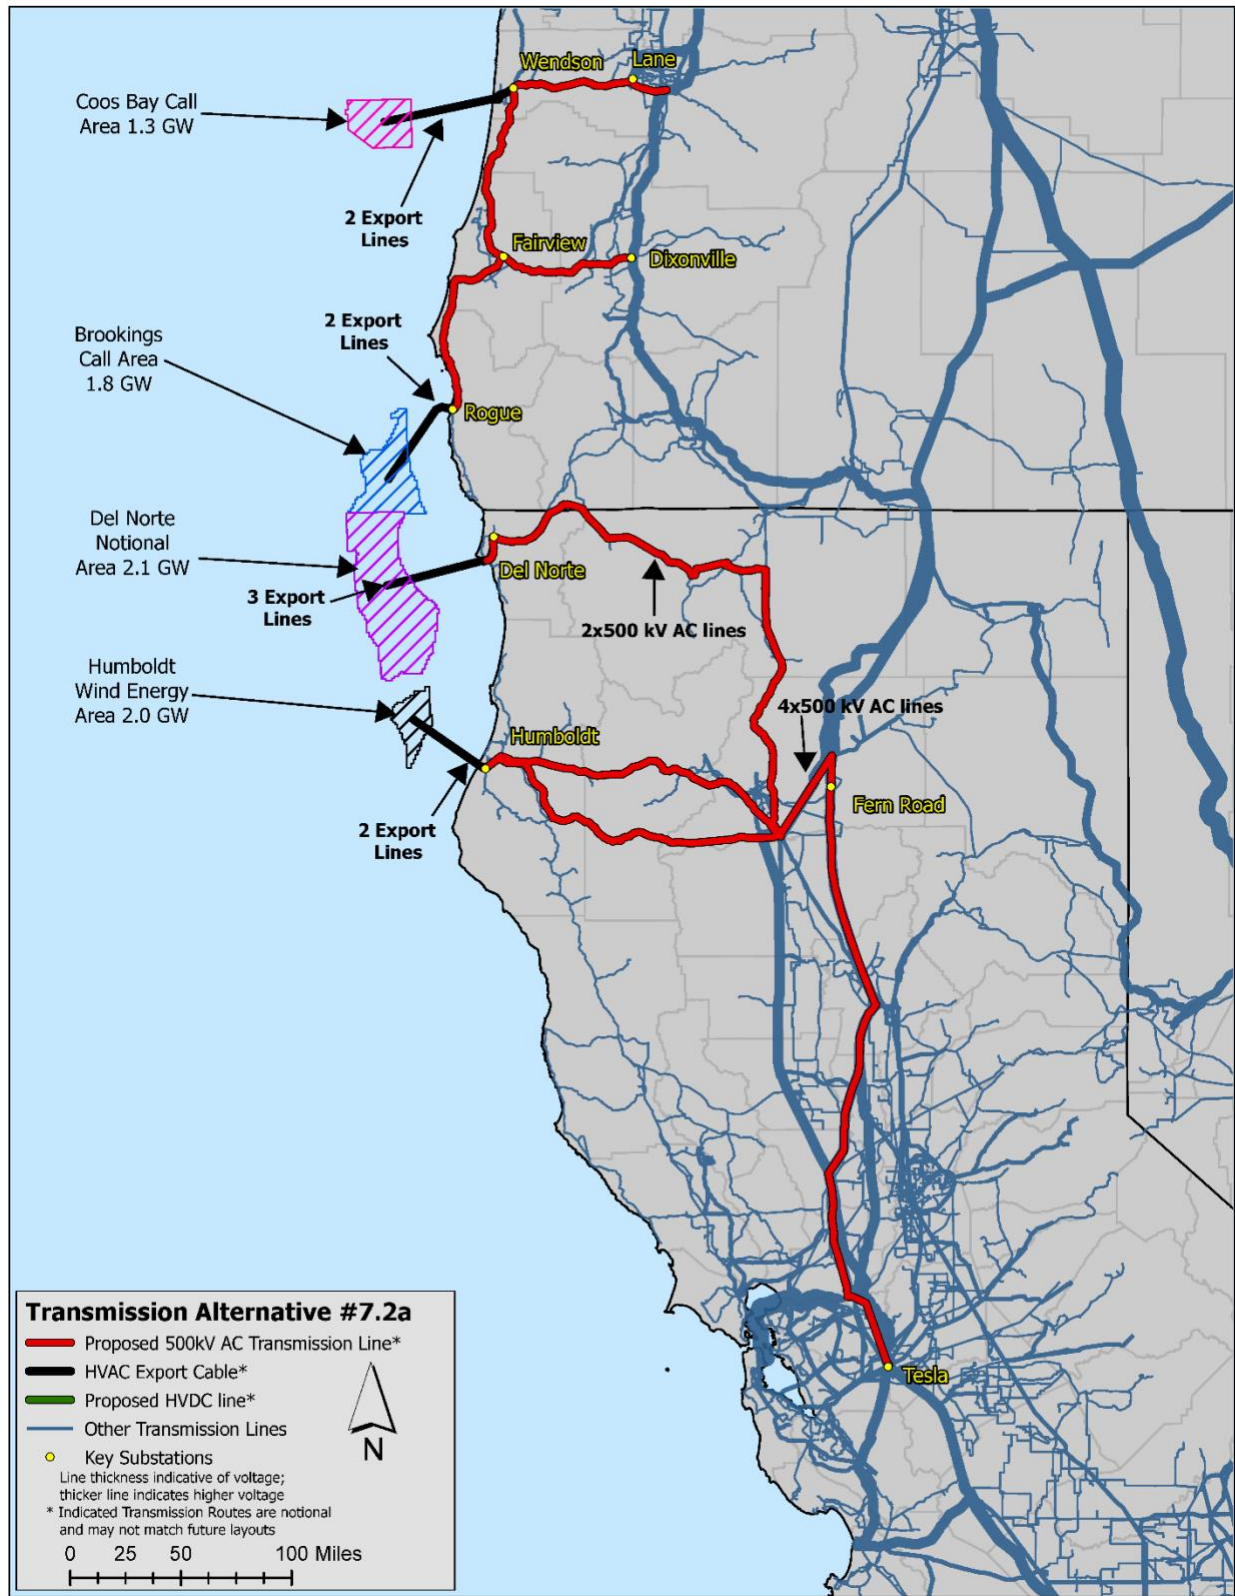 Wendson
Lane
Coos Bay Call
Area 1.3 GW
2 Export
Lines
Fairview
Dixonville
2 Export
Lines
Brookings
Call Area
1.8 GW
Rogue
Del Norte
Notional
Area 2.1 GW
Del Norte
3 Export
Lines
2x500 kV AC lines
Humboldt
Wind Energy
Area 2.0 GW
4x500 kV AC lines
Humboldt
Fern Road
2 Export
Lines
Tesla
Transmission Alternative #7.2a
Proposed 500kV AC Transmission Line*
HVAC Export Cable*
Proposed HVDC line*
Other Transmission Lines
Key Substations
Line thickness indicative of voltage;
thicker line indicates higher voltage
* Indicated Transmission Routes are notional
and may not match future layouts
N
0 25 50 100 Miles